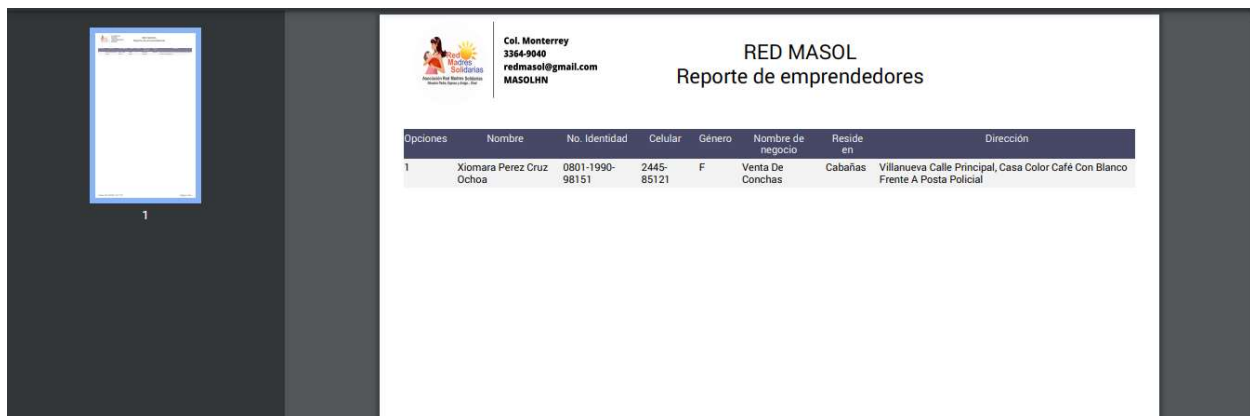 Red
Madres
Solidarias
Col. Monterrey
3364-9040
redmasol@gmail.com
MASOLHN
RED MASOL
Reporte de emprendedores
Opciones Nombre No. Identidad Celular Género Nombre de negocio Reside en Dirección
1 Xiomara Perez Cruz Ochoa 0801-1990-98151 2445-85121 F Venta De Conchas Cabañas Villanueva Calle Principal, Casa Color Café Con Blanco Frente A Posta Policial
1